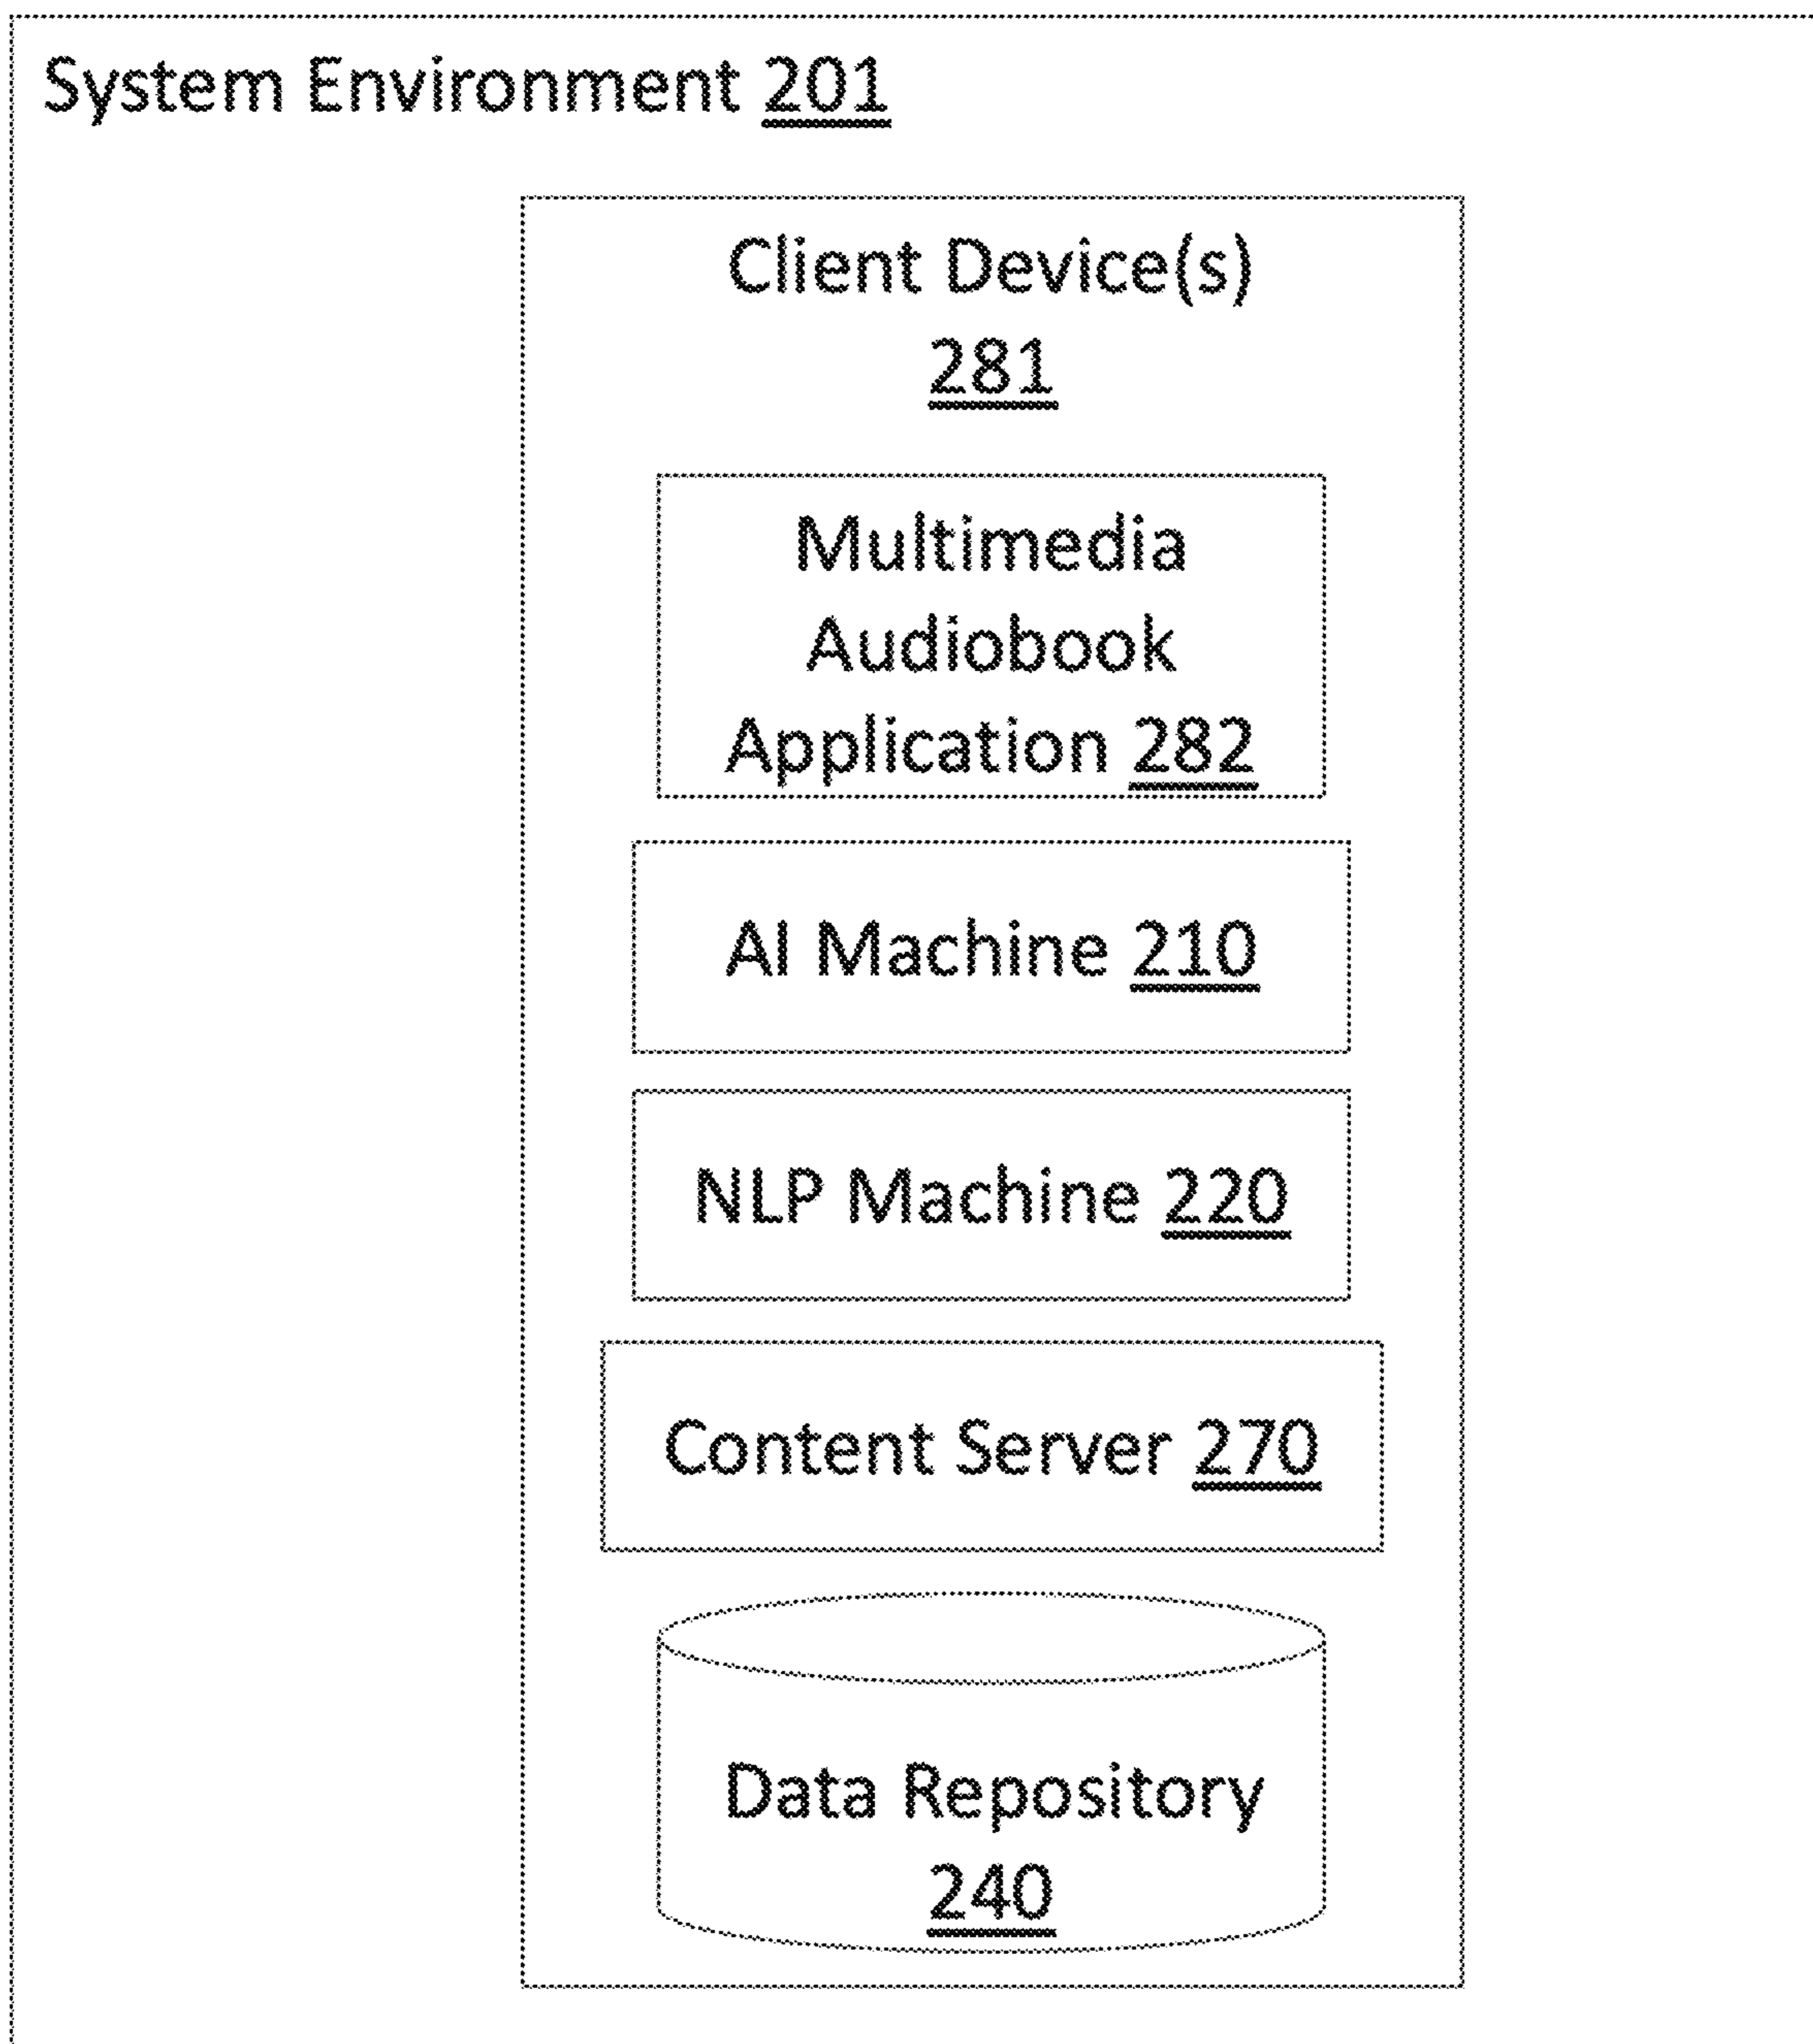 System Environment 201
Client Device(s)
281
Multimedia
Audiobook
Application 282
AI Machine 210
NLP Machine 220
Content Server 270
Data Repository
240